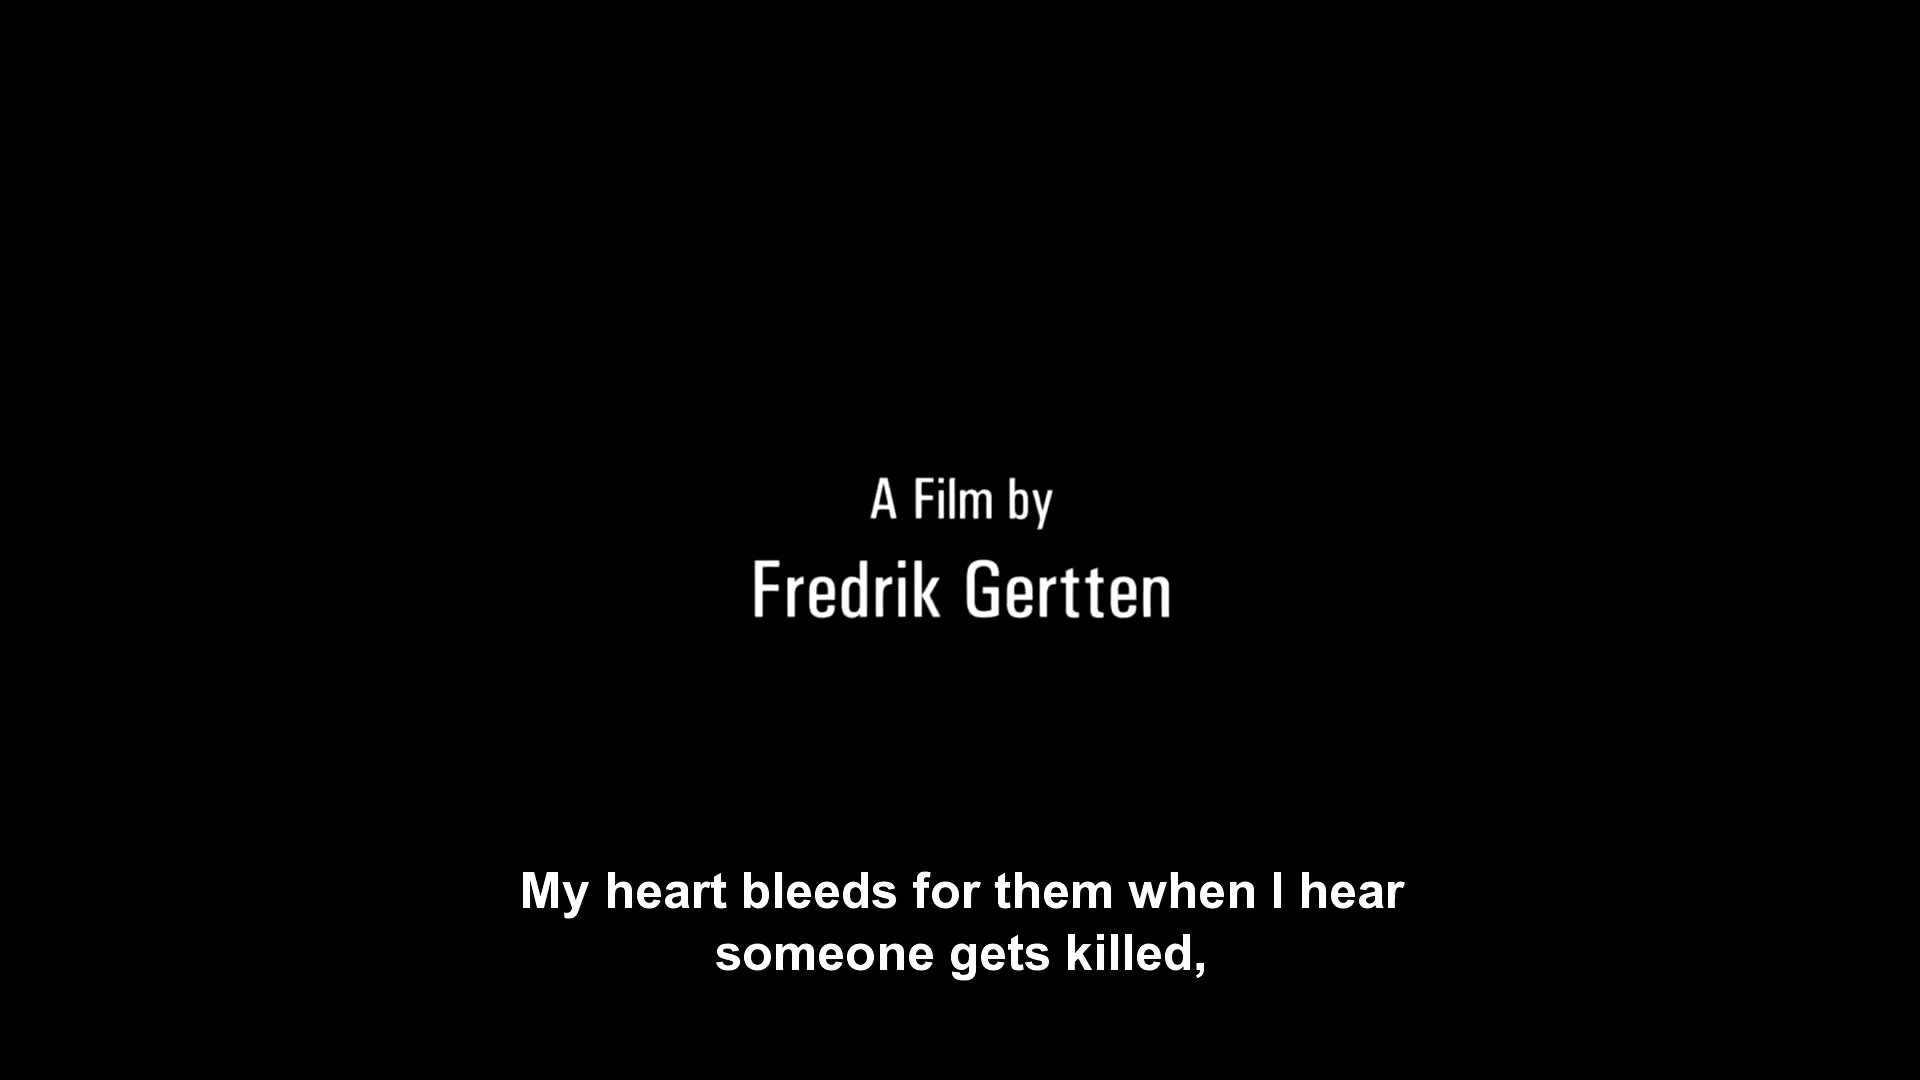 A Film by
Fredrik Gertten
My heart bleeds for them when I hear
someone gets killed,